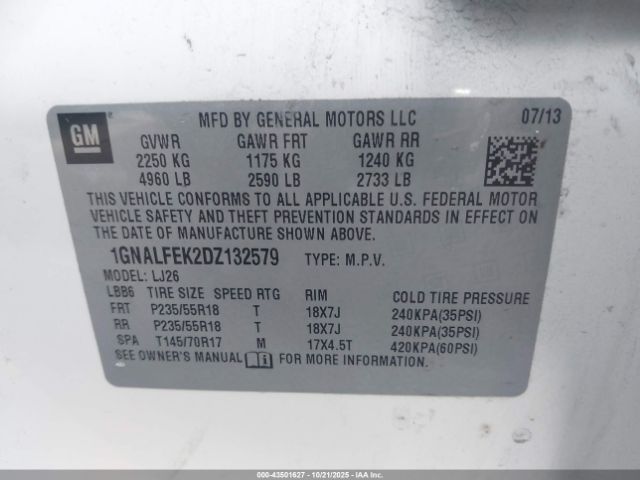 GM
MFD BY GENERAL MOTORS LLC 07/13
GVWR GAWR FRT GAWR RR
2250 KG 1175 KG 1240 KG
4960 LB 2590 LB 2733 LB
THIS VEHICLE CONFORMS TO ALL APPLICABLE U.S. FEDERAL MOTOR
VEHICLE SAFETY AND THEFT PREVENTION STANDARDS IN EFFECT ON
THE DATE OF MANUFACTURE SHOWN ABOVE.
1GNALFEK2DZ132579 TYPE: M.P.V.
MODEL: LJ26
LBB6 TIRE SIZE SPEED RTG RIM COLD TIRE PRESSURE
FRT P235/55R18 T 18X7J 240KPA(35PSI)
RR P235/55R18 T 18X7J 240KPA(35PSI)
SPA T145/70R17 M 17X4.5T 420KPA(60PSI)
SEE OWNER'S MANUAL FOR MORE INFORMATION.
000-43501627 - 10/21/2025 - IAAI.COM